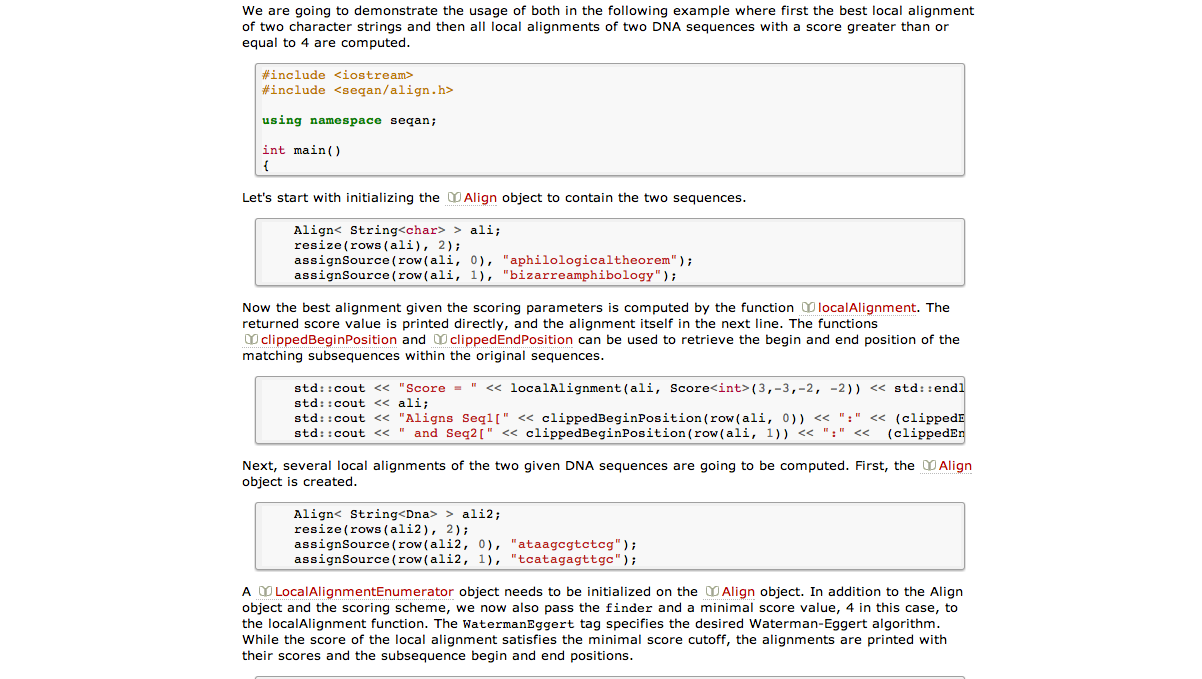 We are going to demonstrate the usage of both in the following example where first the best local alignment
of two character strings and then all local alignments of two DNA sequences with a score greater than or
equal to 4 are computed.
#include <iostream>
#include <seqan/align.h>
using namespace seqan;
int main()
{
Let's start with initializing the Align object to contain the two sequences.
Align< String<char> > ali;
resize(rows(ali), 2);
assignSource(row(ali, 0), "aphilologicaltheorem");
assignSource(row(ali, 1), "bizarreamphibology");
Now the best alignment given the scoring parameters is computed by the function localAlignment. The
returned score value is printed directly, and the alignment itself in the next line. The functions
clippedBeginPosition and clippedEndPosition can be used to retrieve the begin and end position of the
matching subsequences within the original sequences.
std::cout << "Score = " << localAlignment(ali, Score<int>(3,-3,-2, -2)) << std::endl
std::cout << ali;
std::cout << "Aligns Seq1[" << clippedBeginPosition(row(ali, 0)) << ":" << (clippedE
std::cout << " and Seq2[" << clippedBeginPosition(row(ali, 1)) << ":" <<  (clippedEn
Next, several local alignments of the two given DNA sequences are going to be computed. First, the Align
object is created.
Align< String<Dna> > ali2;
resize(rows(ali2), 2);
assignSource(row(ali2, 0), "ataagcgtctcg");
assignSource(row(ali2, 1), "tcatagagttgc");
A LocalAlignmentEnumerator object needs to be initialized on the Align object. In addition to the Align
object and the scoring scheme, we now also pass the finder and a minimal score value, 4 in this case, to
the localAlignment function. The WatermanEggert tag specifies the desired Waterman-Eggert algorithm.
While the score of the local alignment satisfies the minimal score cutoff, the alignments are printed with
their scores and the subsequence begin and end positions.